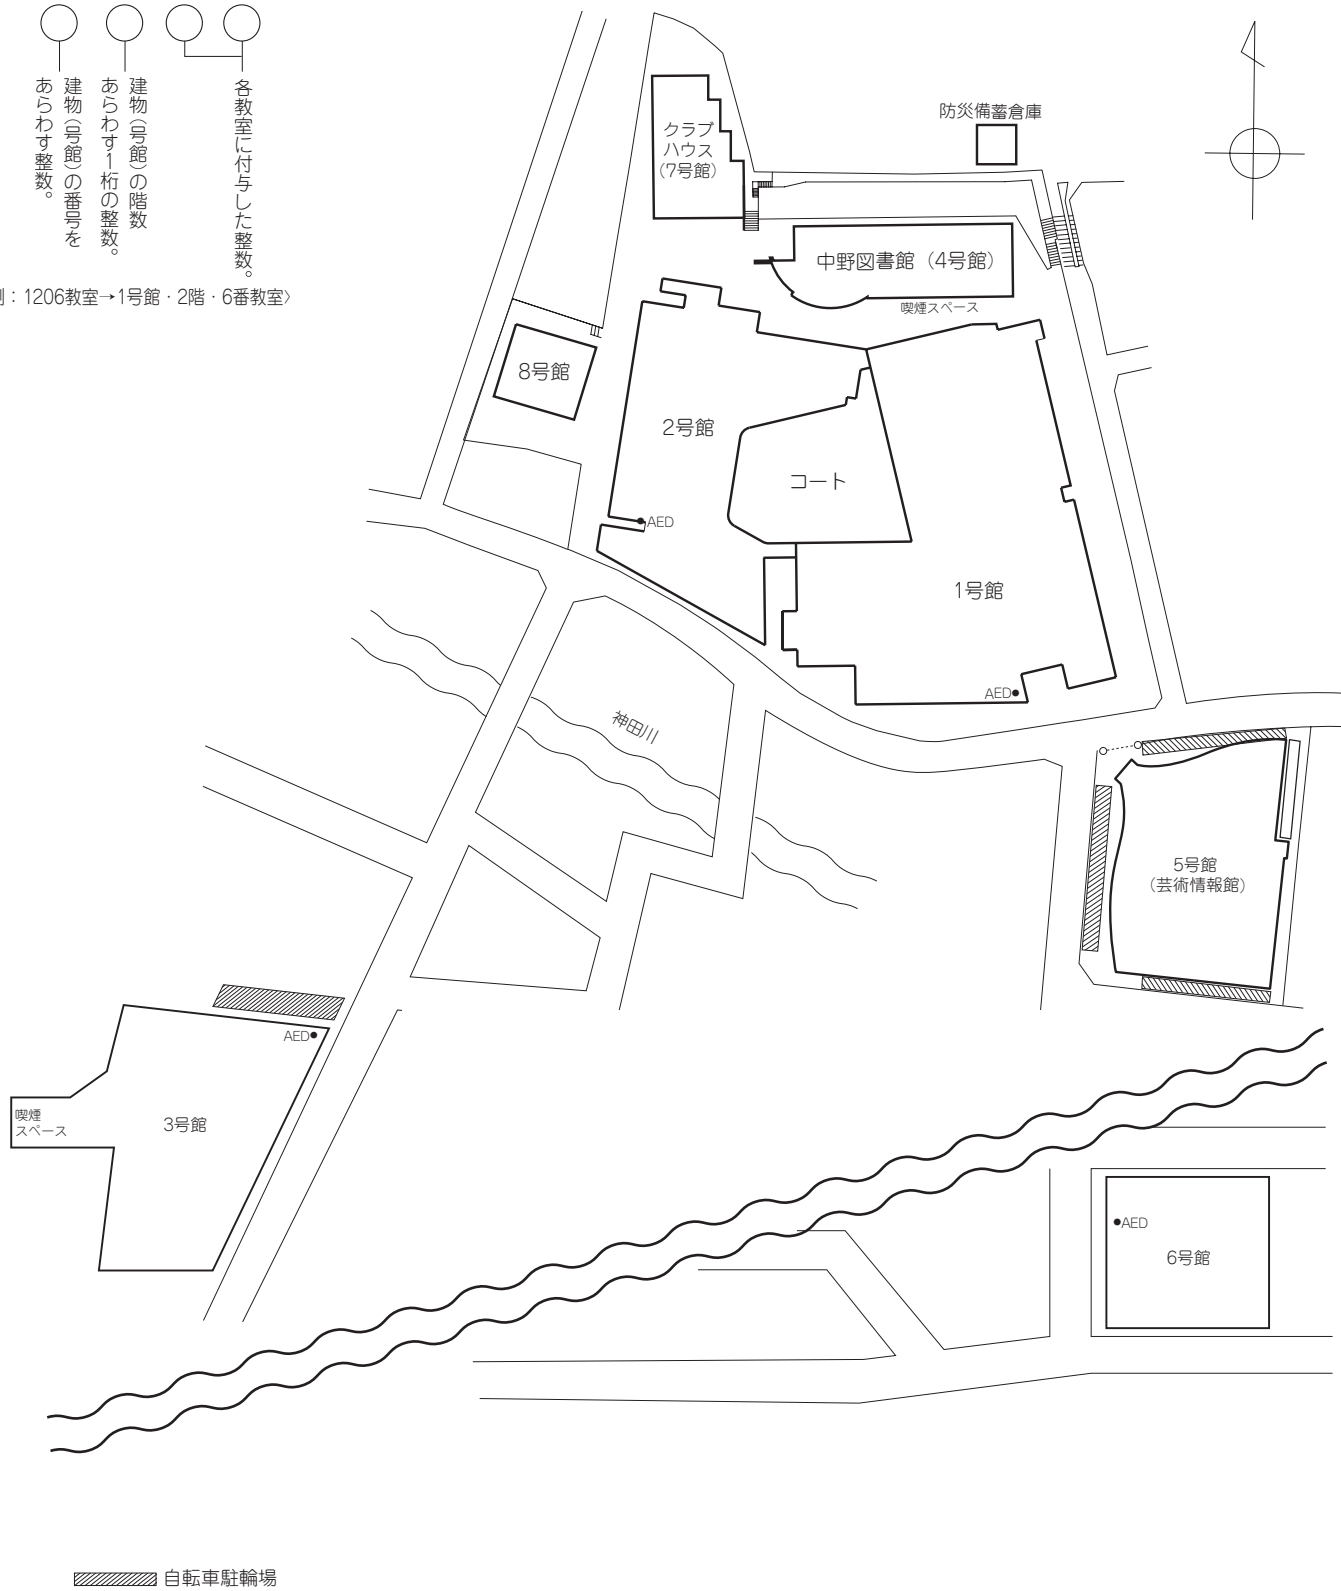 各教室に付与した整数。
建物（号館）の階数
あらわす1桁の整数。
建物（号館）の番号を
あらわす整数。
：1206教室→1号館・2階・6番教室〉
防災備蓄倉庫
クラブ
ハウス
（7号館）
中野図書館（4号館）
喫煙スペース
8号館
2号館
コート
AED
1号館
AED
神田川
5号館
（芸術情報館）
AED
喫煙
スペース
3号館
AED
6号館
自転車駐輪場